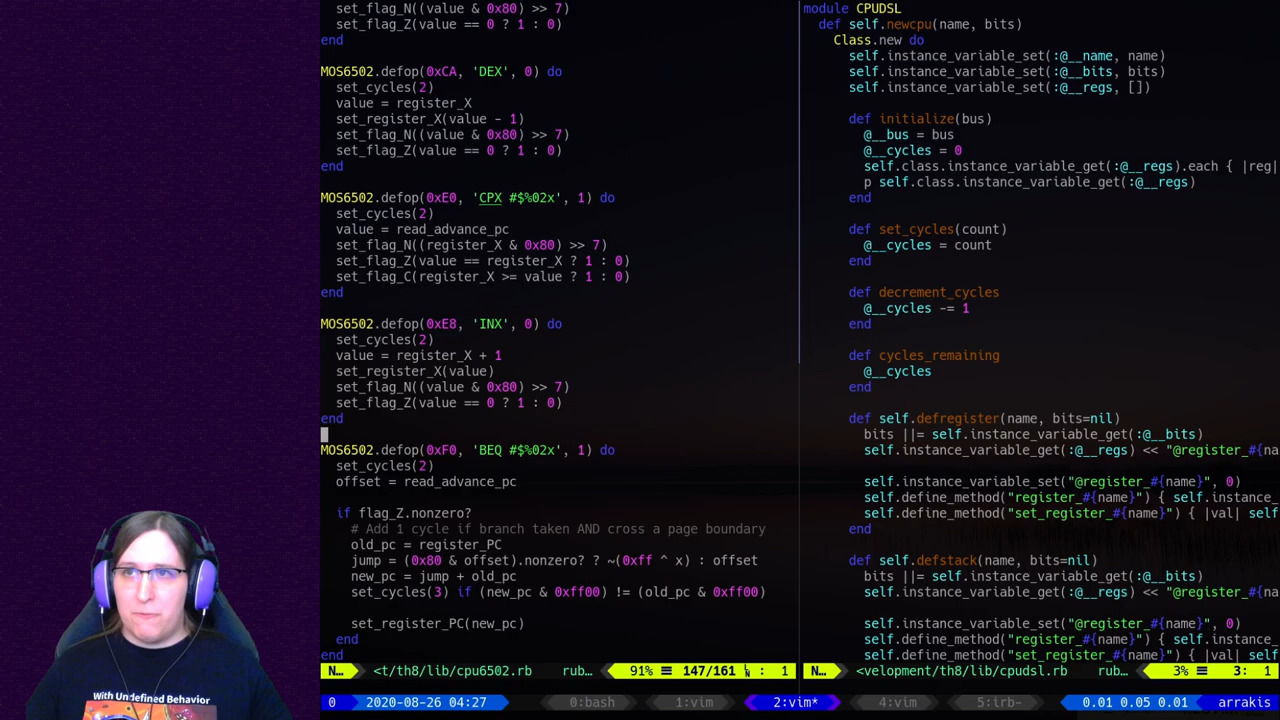 set_flag_N((value & 0x80) >> 7)
set_flag_Z(value == 0 ? 1 : 0)
end
MOS6502.defop(0xCA, 'DEX', 0) do
set_cycles(2)
value = register_X
set_register_X(value - 1)
set_flag_N((value & 0x80) >> 7)
set_flag_Z(value == 0 ? 1 : 0)
end
MOS6502.defop(0xE0, 'CPX #$%02x', 1) do
set_cycles(2)
value = read_advance_pc
set_flag_N((register_X & 0x80) >> 7)
set_flag_Z(value == register_X ? 1 : 0)
set_flag_C(register_X >= value ? 1 : 0)
end
MOS6502.defop(0xE8, 'INX', 0) do
set_cycles(2)
value = register_X + 1
set_register_X(value)
set_flag_N((value & 0x80) >> 7)
set_flag_Z(value == 0 ? 1 : 0)
end
MOS6502.defop(0xF0, 'BEQ #$%02x', 1) do
set_cycles(2)
offset = read_advance_pc
if flag_Z.nonzero?
# Add 1 cycle if branch taken AND cross a page boundary
old_pc = register_PC
jump = (0x80 & offset).nonzero? ? ~(0xff ^ x) : offset
new_pc = jump + old_pc
set_cycles(3) if (new_pc & 0xff00) != (old_pc & 0xff00)
set_register_PC(new_pc)
end
end
N… <t/th8/lib/cpu6502.rb rub… 91% ≡ 147/161 ㏑ : 1
module CPUDSL
def self.newcpu(name, bits)
Class.new do
self.instance_variable_set(:@__name, name)
self.instance_variable_set(:@__bits, bits)
self.instance_variable_set(:@__regs, [])
def initialize(bus)
@__bus = bus
@__cycles = 0
self.class.instance_variable_get(:@__regs).each { |reg|
p self.class.instance_variable_get(:@__regs)
end
def set_cycles(count)
@__cycles = count
end
def decrement_cycles
@__cycles -= 1
end
def cycles_remaining
@__cycles
end
def self.defregister(name, bits=nil)
bits ||= self.instance_variable_get(:@__bits)
self.instance_variable_get(:@__regs) << "@register_#{na
self.instance_variable_set("@register_#{name}", 0)
self.define_method("register_#{name}") { self.instance_
self.define_method("set_register_#{name}") { |val| self
end
def self.defstack(name, bits=nil)
bits ||= self.instance_variable_get(:@__bits)
self.instance_variable_get(:@__regs) << "@register_#{na
self.instance_variable_set("@register_#{name}", 0)
self.define_method("register_#{name}") { self.instance_
self.define_method("set_register_#{name}") { |val| self
N… <velopment/th8/lib/cpudsl.rb rub… 3% ≡ 3: 1
0 2020-08-26 04:27 0:bash 1:vim 2:vim* 4:vim 5:irb- 0.01 0.05 0.01 arrakis
With Undefined Behavior